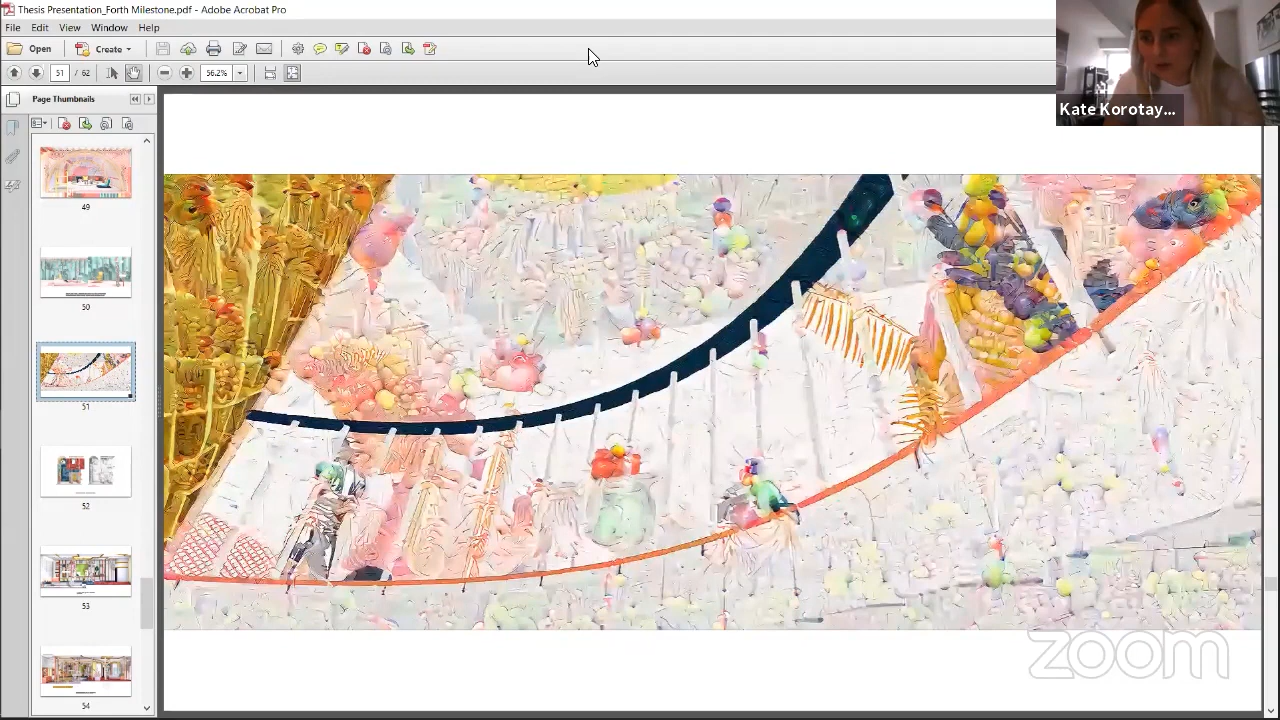 Thesis Presentation_Forth Milestone.pdf - Adobe Acrobat Pro
File Edit View Window Help
Open Create
51 / 62 56.2%
Page Thumbnails
49
50
51
52
53
54
Kate Korotay...
zoom